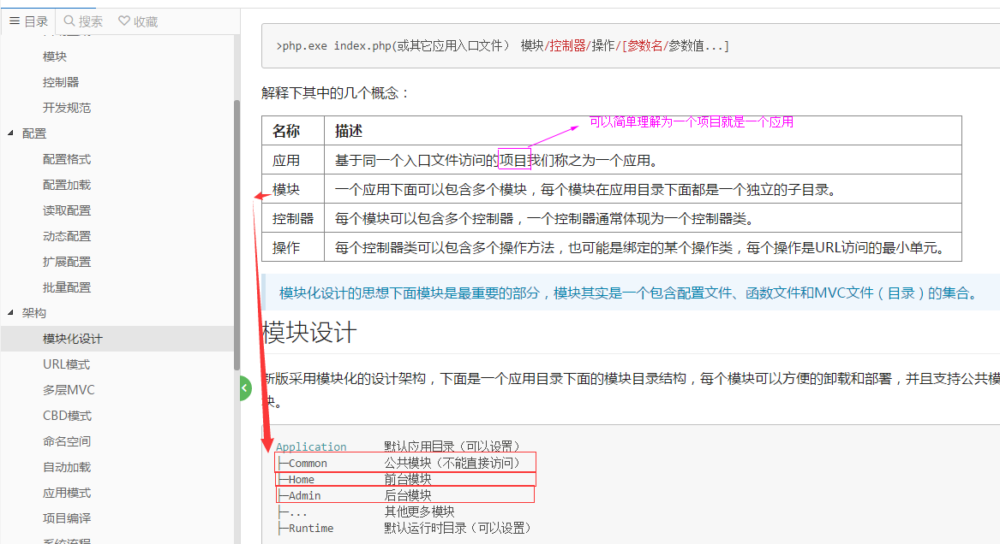 目录 搜索 收藏
模块
控制器
开发规范
配置
配置格式
配置加载
读取配置
动态配置
扩展配置
批量配置
架构
模块化设计
URL模式
多层MVC
CBD模式
命名空间
自动加载
应用模式
项目编译
系统流程
>php.exe index.php(或其它应用入口文件） 模块/控制器/操作/[参数名/参数值...]
解释下其中的几个概念：
可以简单理解为一个项目就是一个应用
名称 描述
应用 基于同一个入口文件访问的项目我们称之为一个应用。
模块 一个应用下面可以包含多个模块，每个模块在应用目录下面都是一个独立的子目录。
控制器 每个模块可以包含多个控制器，一个控制器通常体现为一个控制器类。
操作 每个控制器类可以包含多个操作方法，也可能是绑定的某个操作类，每个操作是URL访问的最小单元。
模块化设计的思想下面模块是最重要的部分，模块其实是一个包含配置文件、函数文件和MVC文件（目录）的集合。
模块设计
新版采用模块化的设计架构，下面是一个应用目录下面的模块目录结构，每个模块可以方便的卸载和部署，并且支持公共模
块。
Application 默认应用目录（可以设置）
├─Common 公共模块（不能直接访问）
├─Home 前台模块
├─Admin 后台模块
├─... 其他更多模块
├─Runtime 默认运行时目录（可以设置）